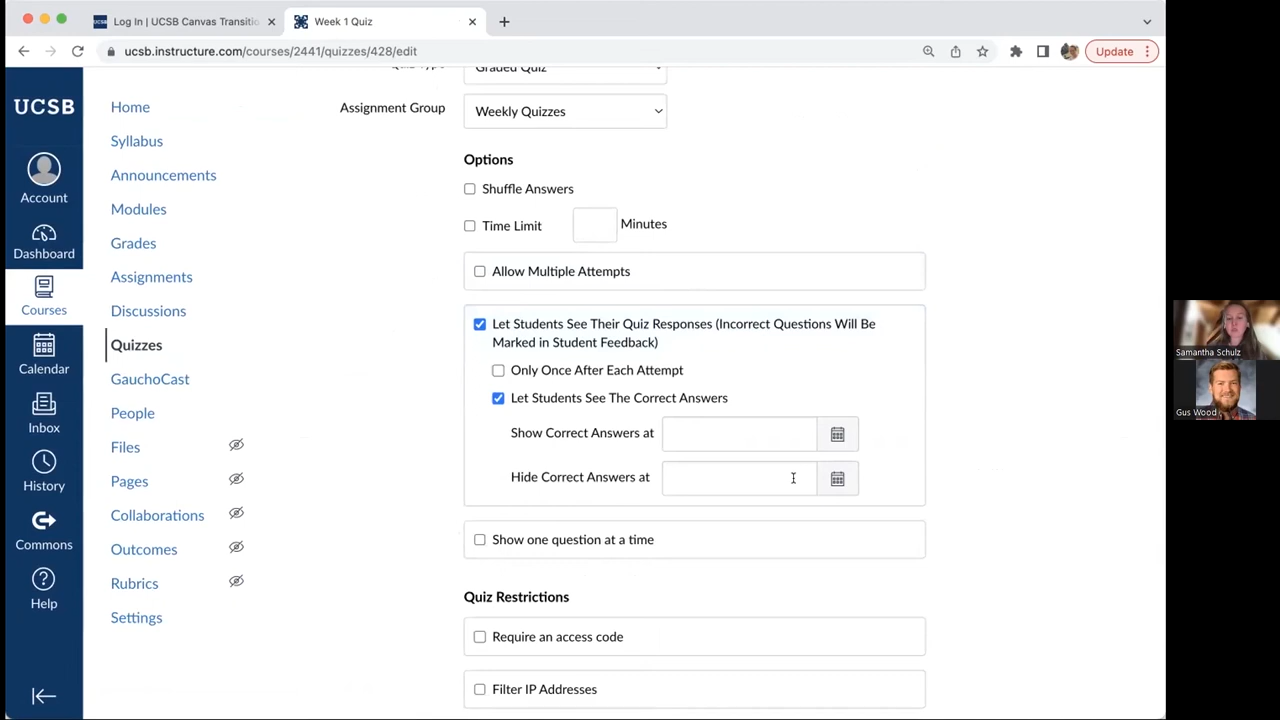 Log In | UCSB Canvas Transitio
Week 1 Quiz
ucsb.instructure.com/courses/2441/quizzes/428/edit
Update
UCSB
Account
Dashboard
Courses
Calendar
Inbox
History
Commons
Help
Home
Syllabus
Announcements
Modules
Grades
Assignments
Discussions
Quizzes
GauchoCast
People
Files
Pages
Collaborations
Outcomes
Rubrics
Settings
Graded Quiz
Assignment Group
Weekly Quizzes
Options
Shuffle Answers
Time Limit
Minutes
Allow Multiple Attempts
Let Students See Their Quiz Responses (Incorrect Questions Will Be
Marked in Student Feedback)
Only Once After Each Attempt
Let Students See The Correct Answers
Show Correct Answers at
Hide Correct Answers at
Show one question at a time
Quiz Restrictions
Require an access code
Filter IP Addresses
Samantha Schulz
Gus Wood